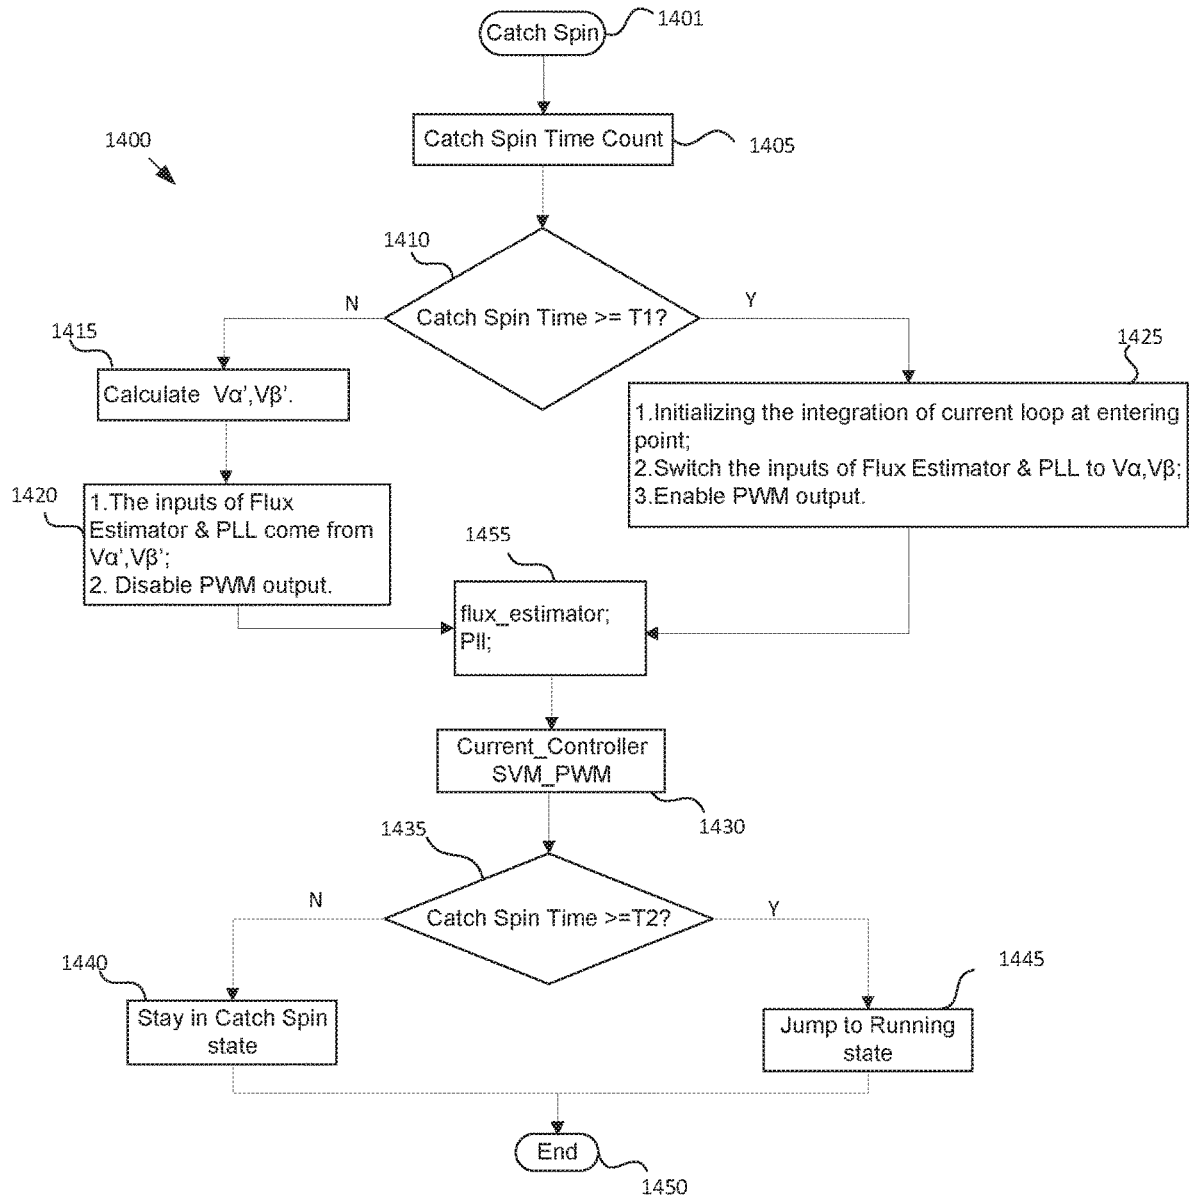 Catch Spin
1401
Catch Spin Time Count
1405
1400
1410
Catch Spin Time >= T1?
N
Y
1415
Calculate Vα',Vβ'.
1425
1.Initializing the integration of current loop at entering
point;
2.Switch the inputs of Flux Estimator & PLL to Vα,Vβ;
3.Enable PWM output.
1420
1.The inputs of Flux
Estimator & PLL come from
Vα',Vβ';
2. Disable PWM output.
1455
flux_estimator;
Pll;
Current_Controller
SVM_PWM
1430
1435
Catch Spin Time >=T2?
N
Y
1440
Stay in Catch Spin
state
1445
Jump to Running
state
End
1450